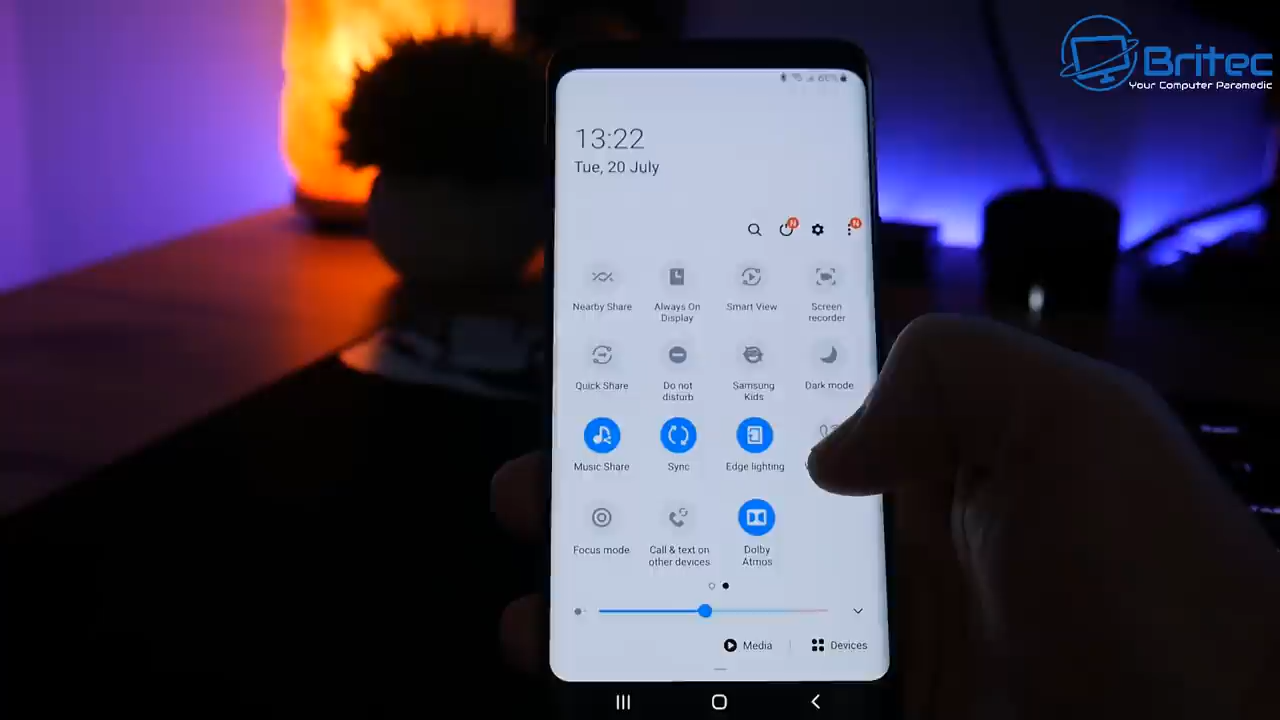 Britec
Your Computer Paramedic
13:22
Tue, 20 July
N
N
Nearby Share
Always On
Display
Smart View
Screen
recorder
Quick Share
Do not
disturb
Samsung
Kids
Dark mode
Music Share
Sync
Edge lighting
Focus mode
Call & text on
other devices
Dolby
Atmos
Media
Devices